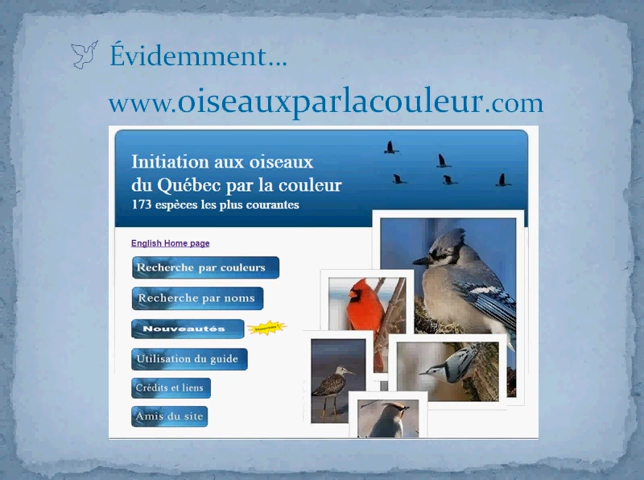 Évidemment...
www.oiseauxparlacouleur.com
Initiation aux oiseaux
du Québec par la couleur
173 espèces les plus courantes
English Home page
Recherche par couleurs
Recherche par noms
Nouveautés
Utilisation du guide
Crédits et liens
Amis du site